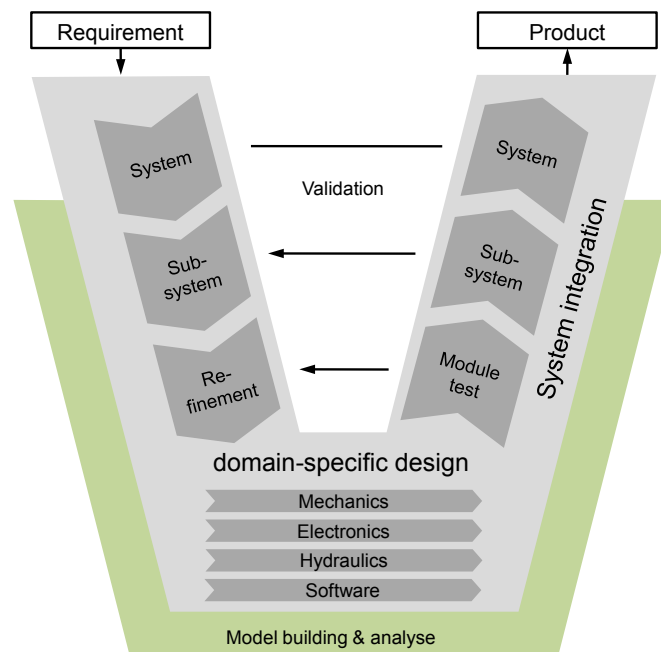 Requirement
Product
System
System
Validation
Sub-
system
Sub-
system
System integration
Re-
finement
Module
test
domain-specific design
Mechanics
Electronics
Hydraulics
Software
Model building & analyse